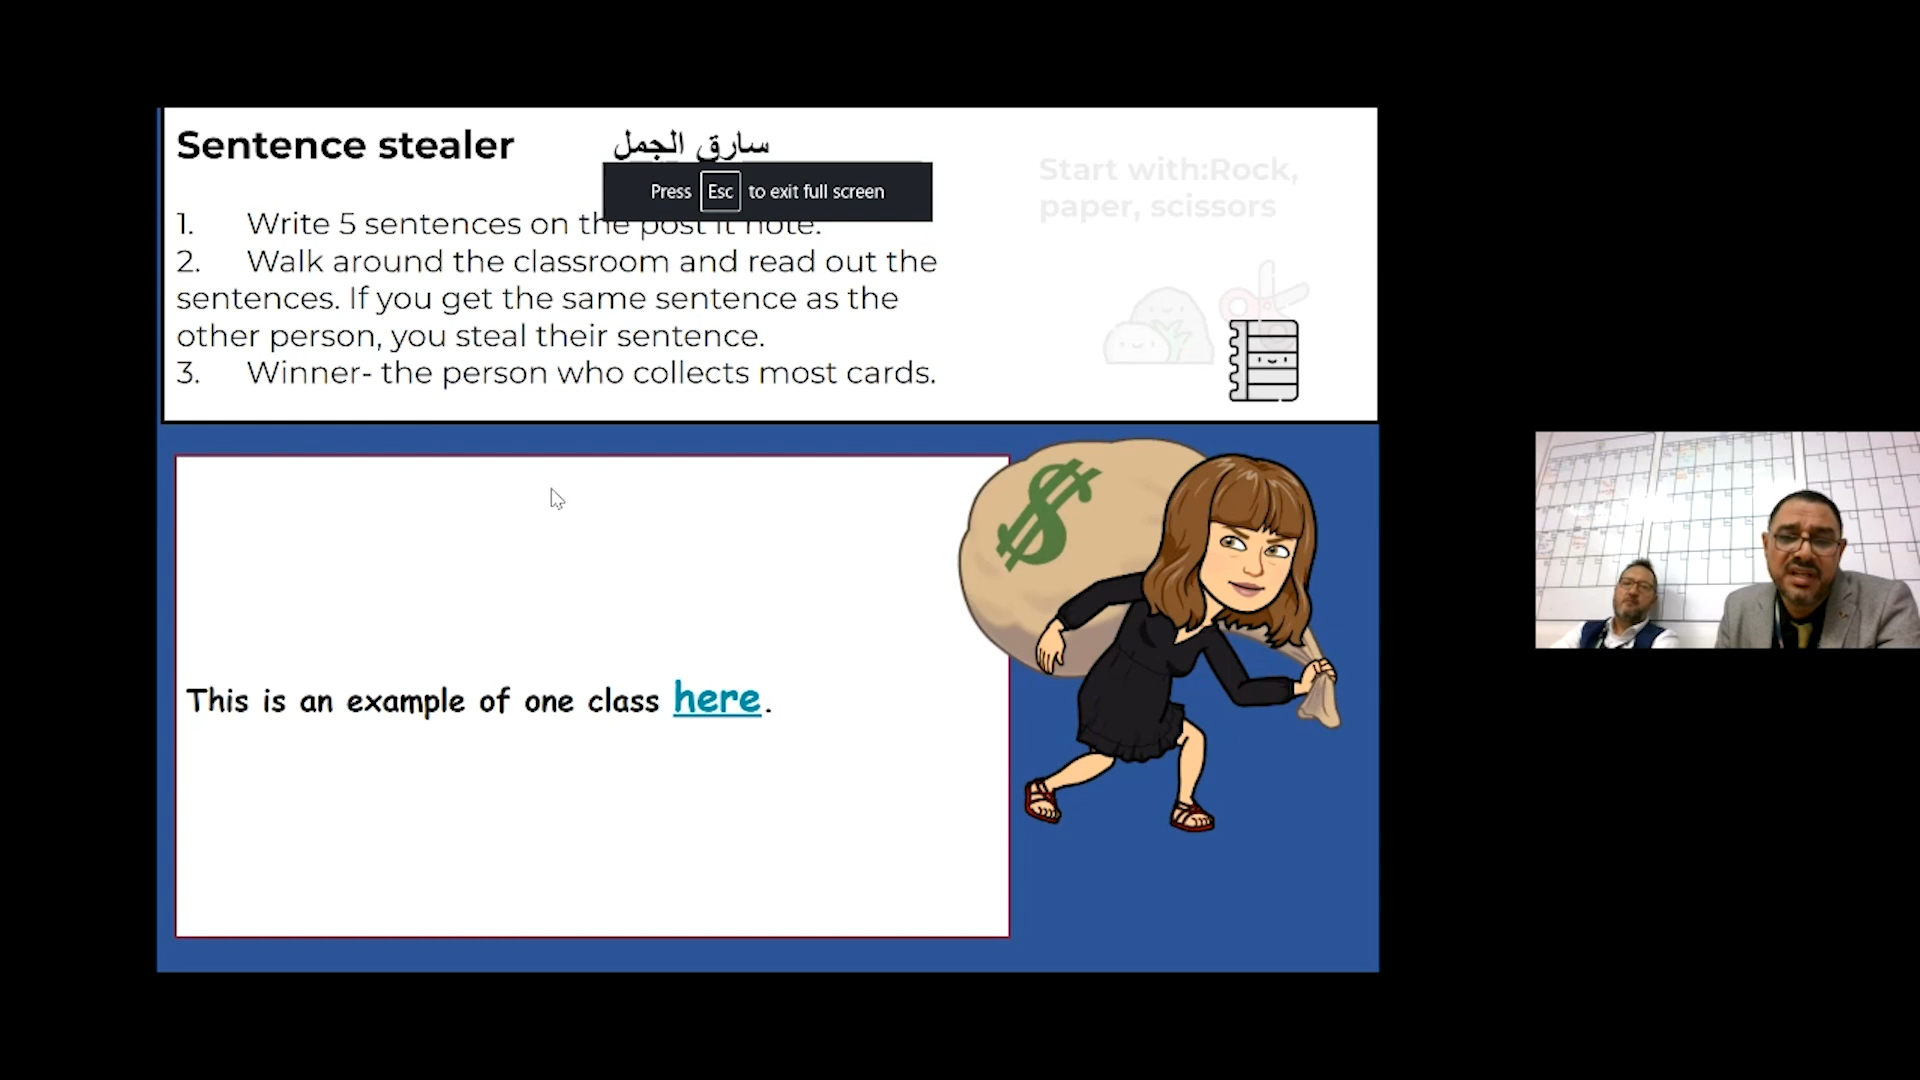 Sentence stealer
سارق الجمل
Press Esc to exit full screen
Start with:Rock,
paper, scissors
1. Write 5 sentences on the post it note.
2. Walk around the classroom and read out the
sentences. If you get the same sentence as the
other person, you steal their sentence.
3. Winner- the person who collects most cards.
$
This is an example of one class here.